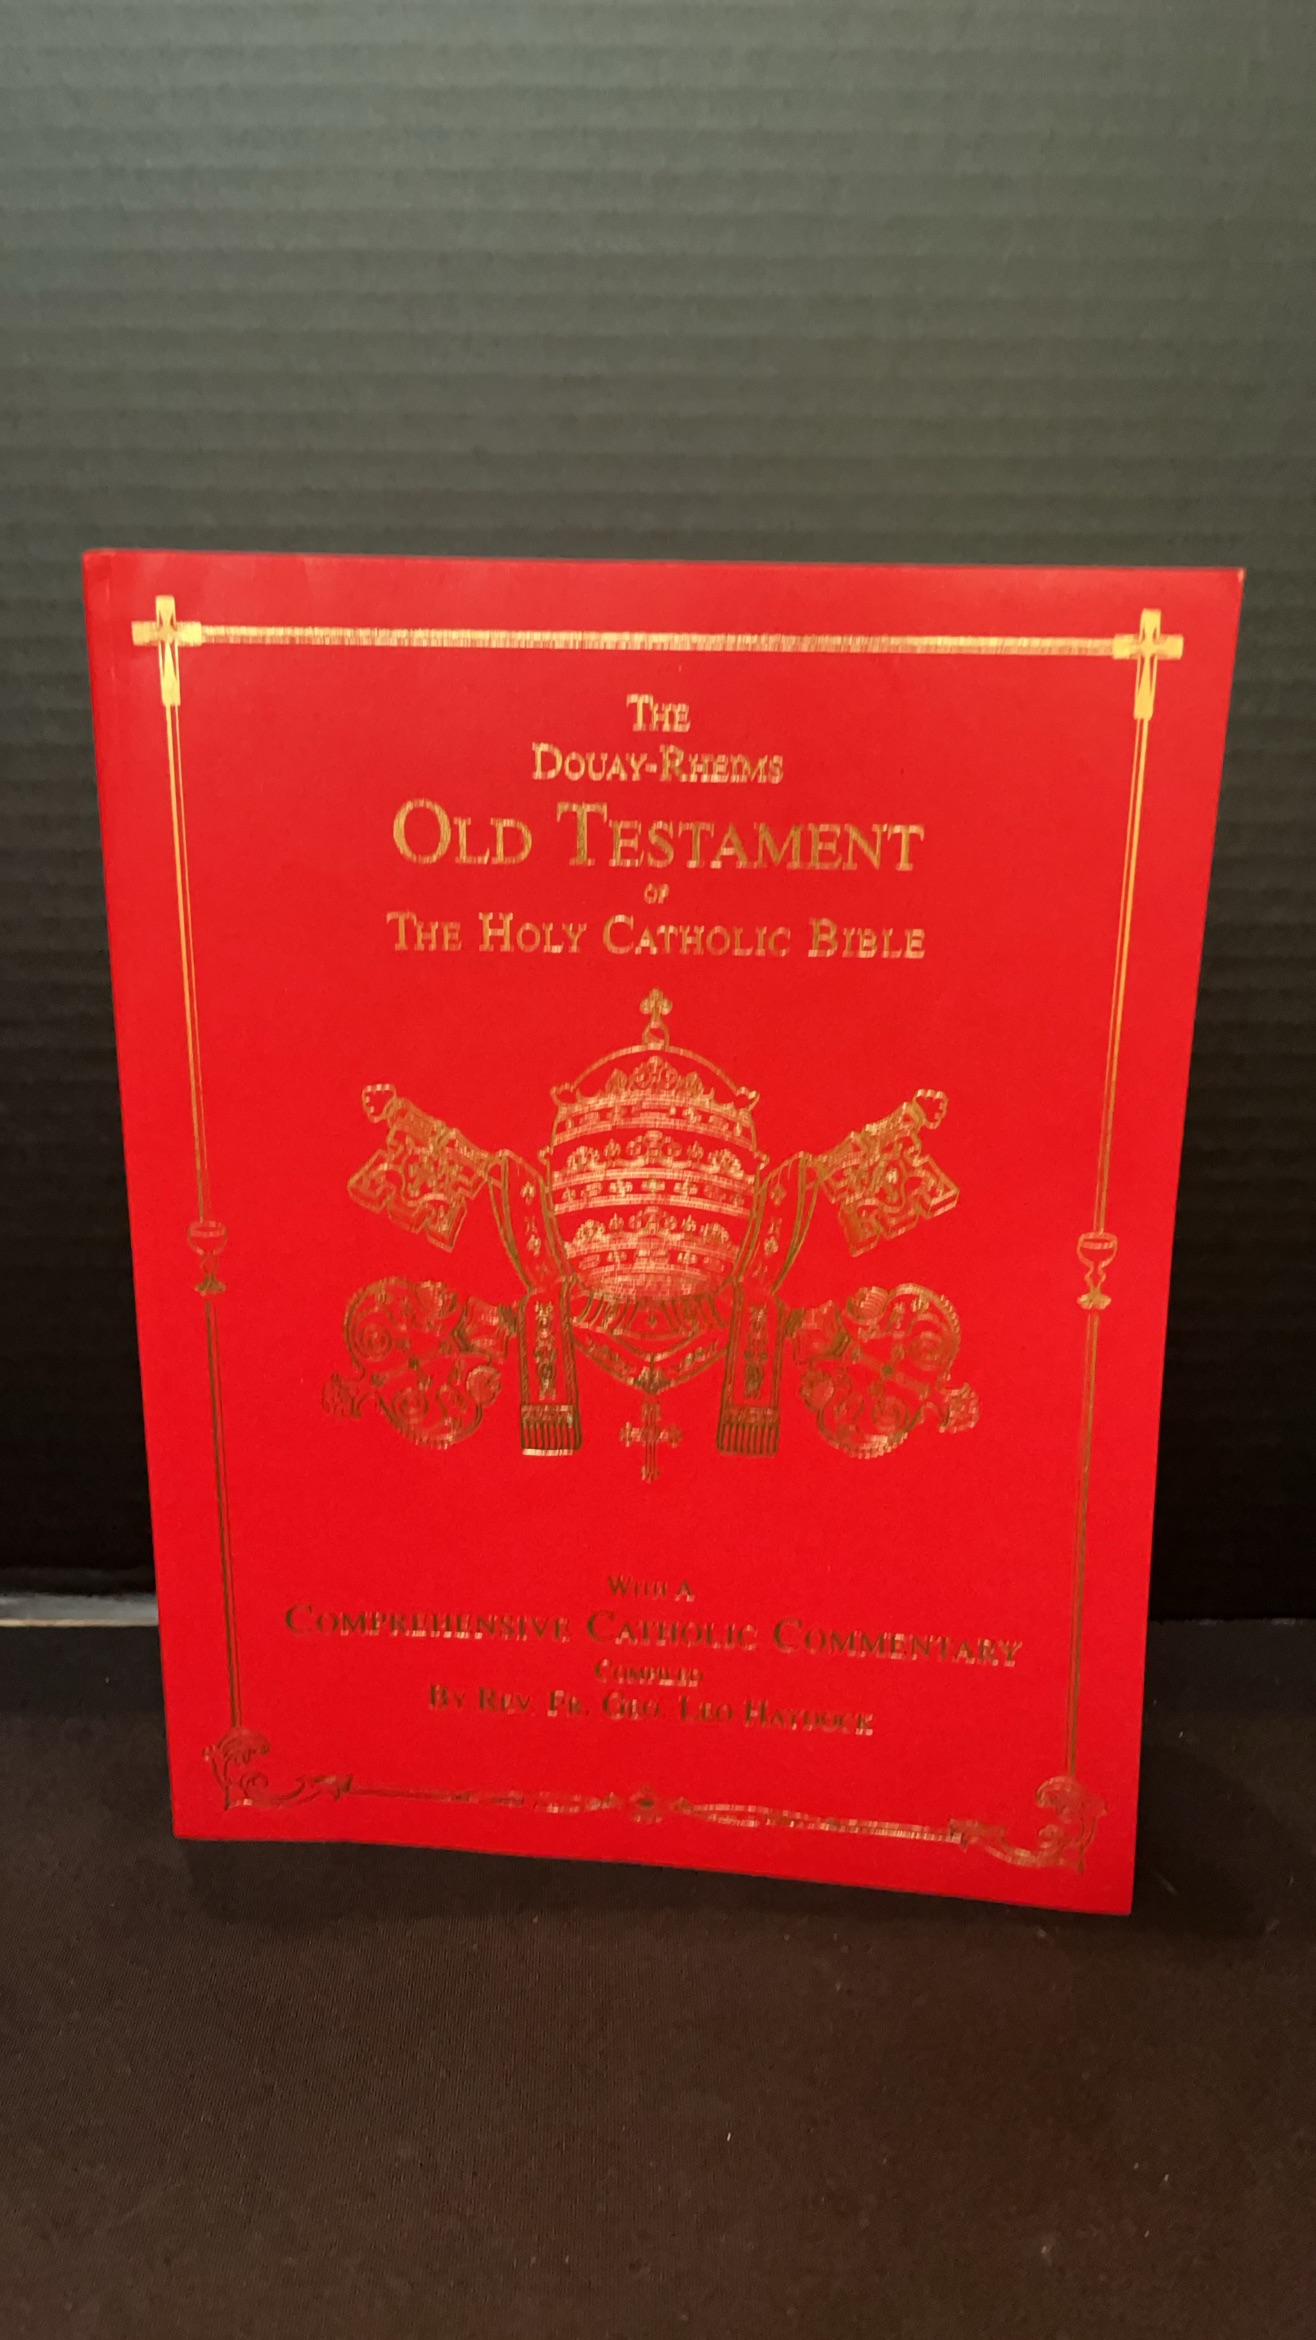 The
Douay-Rheims
Old Testament
of
The Holy Catholic Bible
With A
Comprehensive Catholic Commentary
Compiled
By Rev. Fr. Geo. Leo Haydock